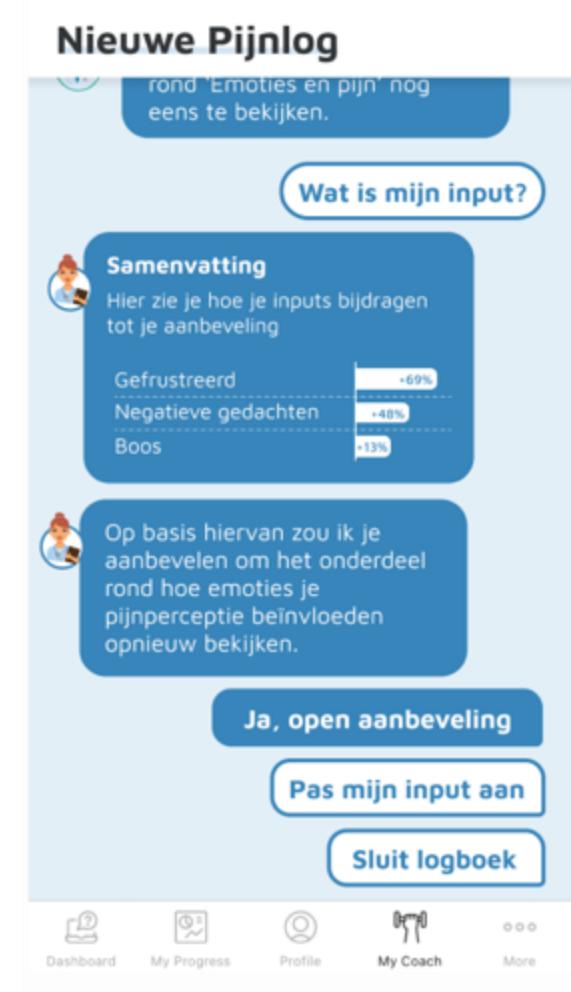 Nieuwe Pijnlog
rond 'Emoties en pijn' nog
eens te bekijken.
Wat is mijn input?
Samenvatting
Hier zie je hoe je inputs bijdragen
tot je aanbeveling
Gefrustreerd +69%
Negatieve gedachten +48%
Boos +13%
Op basis hiervan zou ik je
aanbevelen om het onderdeel
rond hoe emoties je
pijnperceptie beïnvloeden
opnieuw bekijken.
Ja, open aanbeveling
Pas mijn input aan
Sluit logboek
Dashboard My Progress Profile My Coach More